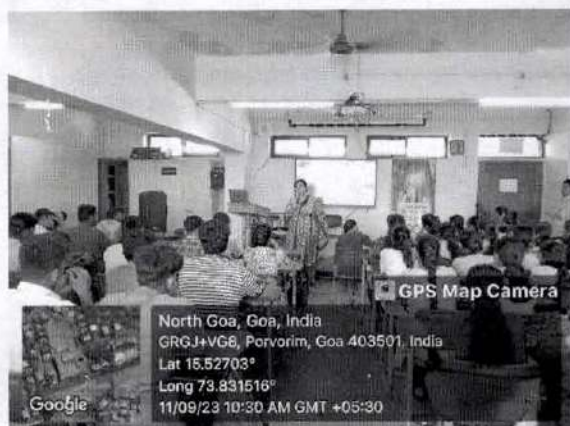 GPS Map Camera
North Goa, Goa, India
GRGJ+VG8, Porvorim, Goa 403501, India
Lat 15.52703°
Long 73.831516°
11/09/23 10:30 AM GMT +05:30
Google